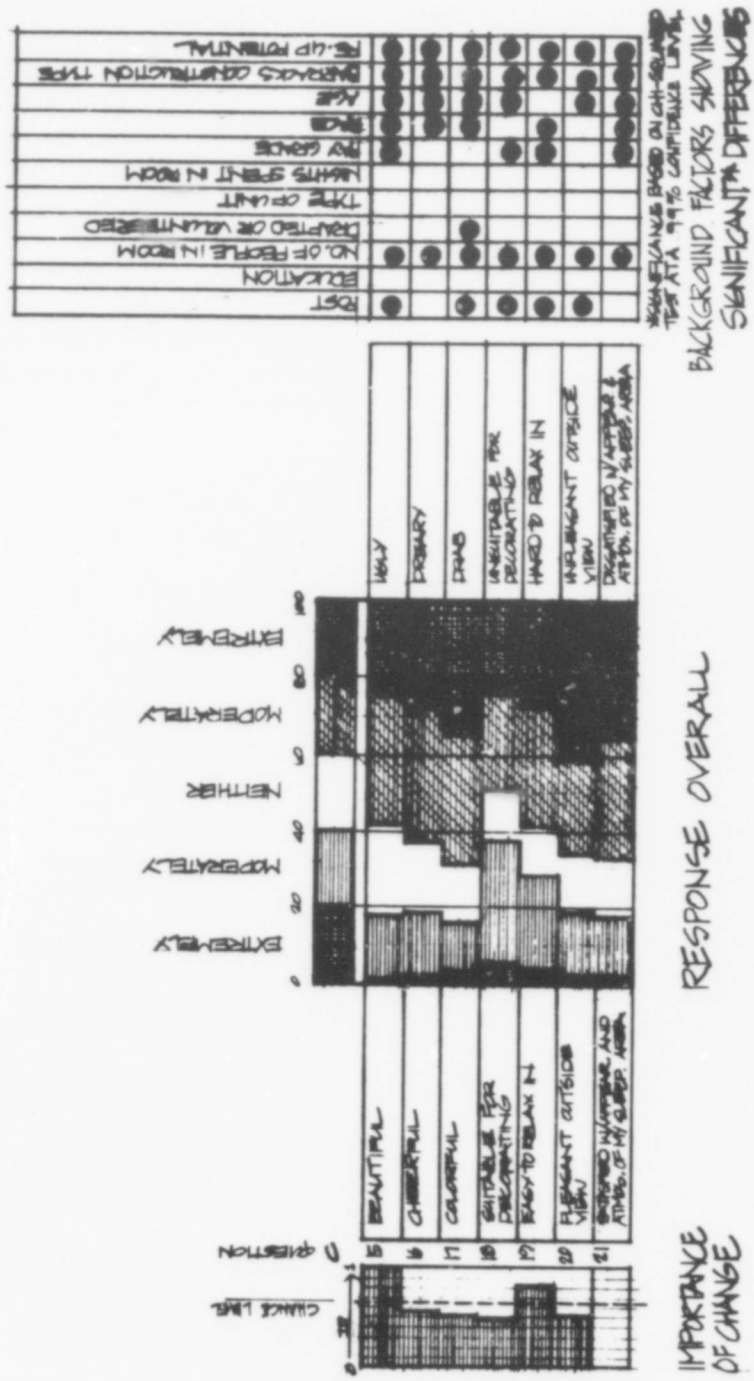 QUESTION
CHANCE LEVEL
0
1
15
16
17
18
19
20
21
BEAUTIFUL
CHEERFUL
COLORFUL
SUITABLE FOR
DECORATING
EASY TO RELAX IN
PLEASANT OUTSIDE
VIEW
SATISFIED W/APPEAR. AND
ATMOS. OF MY SLEEP. AREA
EXTREMELY
MODERATELY
NEITHER
MODERATELY
EXTREMELY
0
20
40
60
80
100
UGLY
DREARY
DRAB
UNSUITABLE FOR
DECORATING
HARD TO RELAX IN
UNPLEASANT OUTSIDE
VIEW
DISSATISFIED W/APPEAR &
ATMOS. OF MY SLEEP. AREA
POST
EDUCATION
NO. OF PEOPLE IN ROOM
DRAFTED OR VOLUNTEERED
TYPE OF UNIT
NIGHTS SPENT IN ROOM
PAY GRADE
RACE
AGE
BARRACKS CONSTRUCTION TYPE
RE-UP POTENTIAL
IMPORTANCE
OF CHANGE
RESPONSE OVERALL
*SIGNIFICANCE BASED ON CHI-SQUARED
TEST AT A 99% CONFIDENCE LEVEL.
BACKGROUND FACTORS SHOWING
SIGNIFICANT* DIFFERENCES